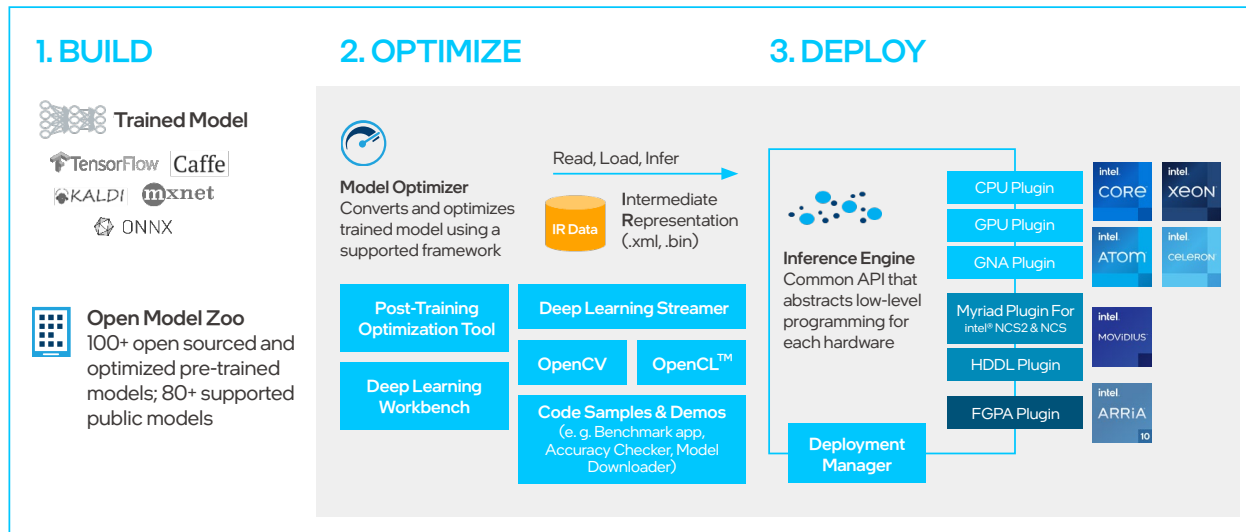 1. BUILD
2. OPTIMIZE
3. DEPLOY
Trained Model
TensorFlow Caffe
KALDI mxnet
ONNX
Open Model Zoo
100+ open sourced and
optimized pre-trained
models; 80+ supported
public models
Model Optimizer
Converts and optimizes
trained model using a
supported framework
Read, Load, Infer
IR Data
Intermediate
Representation
(.xml, .bin)
Post-Training
Optimization Tool
Deep Learning
Workbench
Deep Learning Streamer
OpenCV
OpenCL™
Code Samples & Demos
(e. g. Benchmark app,
Accuracy Checker, Model
Downloader)
Inference Engine
Common API that
abstracts low-level
programming for
each hardware
Deployment
Manager
CPU Plugin
GPU Plugin
GNA Plugin
Myriad Plugin For
intel® NCS2 & NCS
HDDL Plugin
FGPA Plugin
intel.
CORE
intel.
XEON
intel.
ATOM
intel.
CELERON
intel.
MOVIDIUS
intel.
ARRIA
10